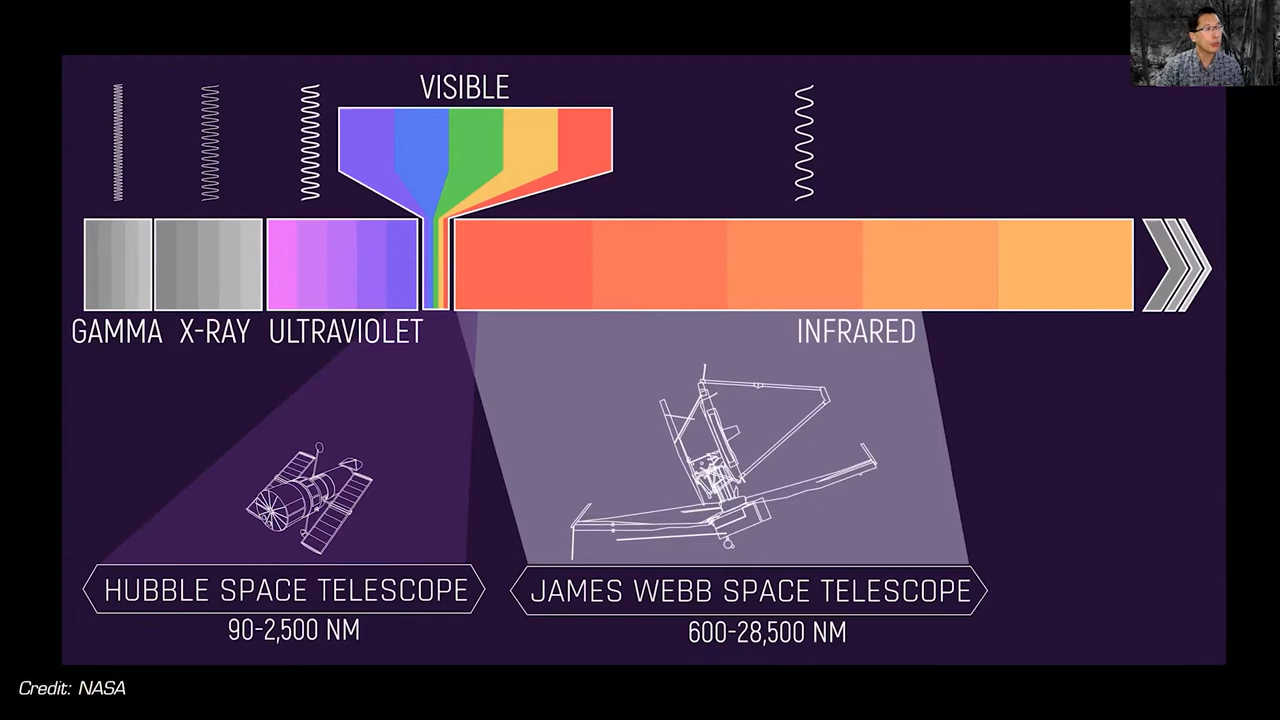 VISIBLE
GAMMA X-RAY ULTRAVIOLET INFRARED
HUBBLE SPACE TELESCOPE
90-2,500 NM
JAMES WEBB SPACE TELESCOPE
600-28,500 NM
Credit: NASA